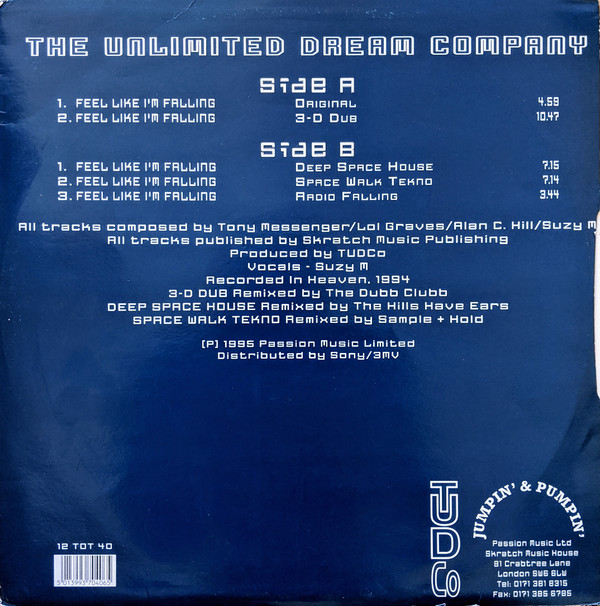 THE UNLIMITED DREAM COMPANY
Side A
1. FEEL LIKE I'M FALLING Original 4.59
2. FEEL LIKE I'M FALLING 3-D Dub 10.47
Side B
1. FEEL LIKE I'M FALLING Deep Space House 7.15
2. FEEL LIKE I'M FALLING Space Walk Tekno 7.14
3. FEEL LIKE I'M FALLING Radio Falling 3.44
All tracks composed by Tony Messenger/Lol Graves/Alan C. Hill/Suzy M
All tracks published by Skratch Music Publishing
Produced by TUDCo
Vocals - Suzy M
Recorded In Heaven, 1994
3-D DUB Remixed by The Dubb Clubb
DEEP SPACE HOUSE Remixed by The Hills Have Ears
SPACE WALK TEKNO Remixed by Sample + Hold
[P] 1995 Passion Music Limited
Distributed by Sony/3MV
12 TOT 40
5013993704065
JUMPIN' & PUMPIN'
Passion Music Ltd
Skratch Music House
81 Crabtree Lane
London SW6 6LW
Tel: 0171 381 8315
Fax: 0171 385 6785